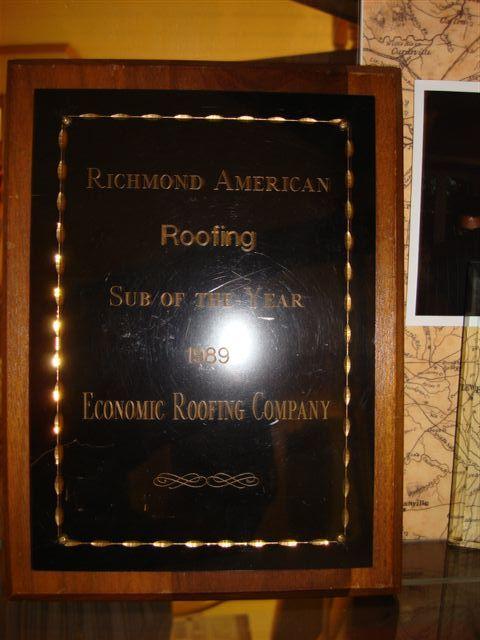 RICHMOND AMERICAN
Roofing
SUB OF THE YEAR
1989
ECONOMIC ROOFING COMPANY